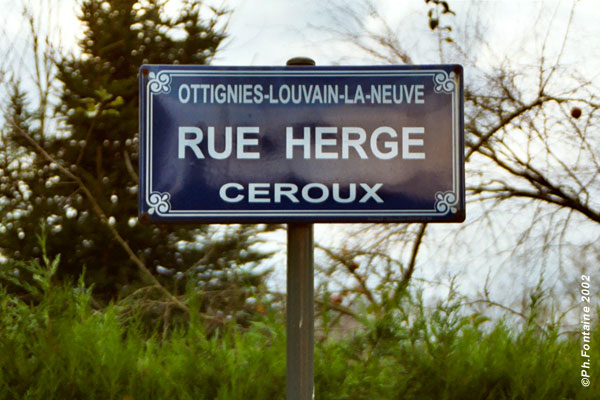 OTTIGNIES-LOUVAIN-LA-NEUVE
RUE HERGE
CEROUX
©Ph.Fontaine 2002